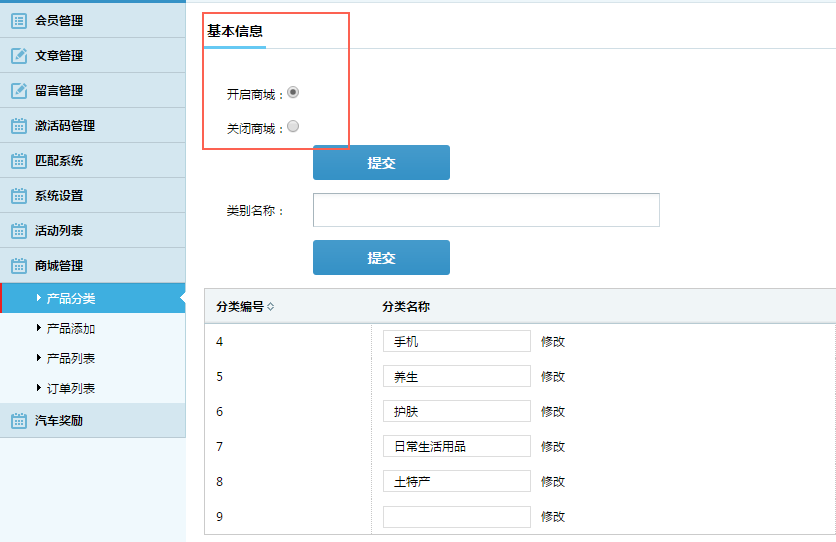 会员管理
文章管理
留言管理
激活码管理
匹配系统
系统设置
活动列表
商城管理
产品分类
产品添加
产品列表
订单列表
汽车奖励
基本信息
开启商城：
关闭商城：
提交
类别名称：
提交
分类编号 分类名称
4 手机 修改
5 养生 修改
6 护肤 修改
7 日常生活用品 修改
8 土特产 修改
9 修改